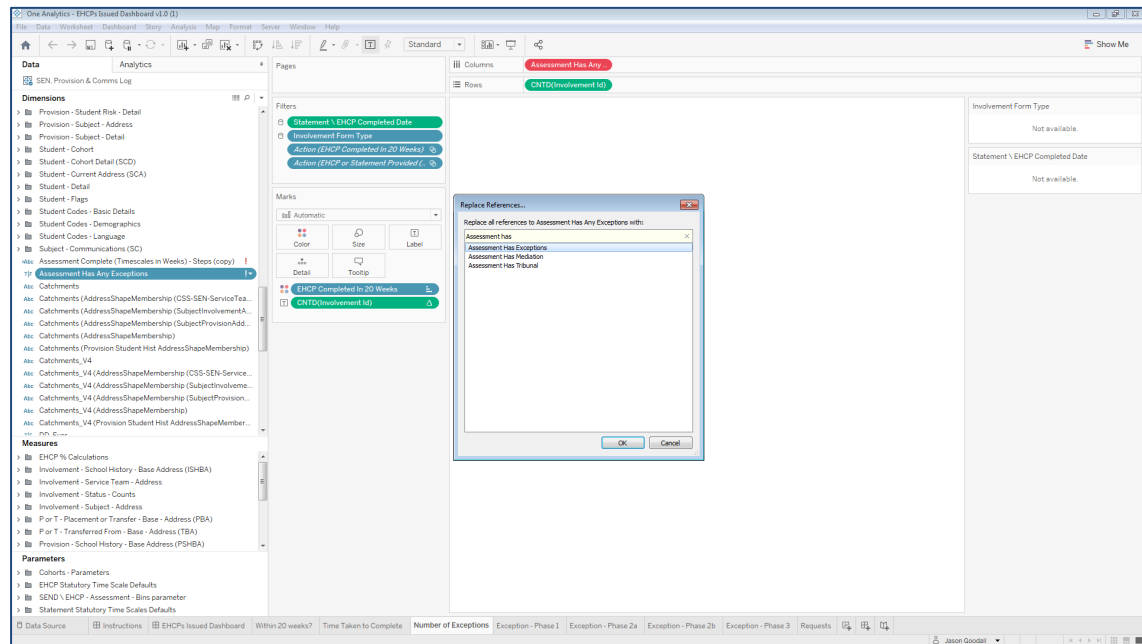 One Analytics - EHCPs Issued Dashboard v1.0 (1)
File Data Worksheet Dashboard Story Analysis Map Format Server Window Help
Standard
Show Me
Data Analytics
SEN, Provision & Comms Log
Dimensions
Provision - Student Risk - Detail
Provision - Subject - Address
Provision - Subject - Detail
Student - Cohort
Student - Cohort Detail (SCD)
Student - Current Address (SCA)
Student - Detail
Student - Flags
Student Codes - Basic Details
Student Codes - Demographics
Student Codes - Language
Subject - Communications (SC)
=Abc Assessment Complete (Timescales in Weeks) - Steps (copy) !
T|F Assessment Has Any Exceptions !
Abc Catchments
Abc Catchments (AddressShapeMembership (CSS-SEN-ServiceTea...
Abc Catchments (AddressShapeMembership (SubjectInvolvementA...
Abc Catchments (AddressShapeMembership (SubjectProvisionAdd...
Abc Catchments (AddressShapeMembership)
Abc Catchments (Provision Student Hist AddressShapeMembership)
Abc Catchments_V4
Abc Catchments_V4 (AddressShapeMembership (CSS-SEN-Service...
Abc Catchments_V4 (AddressShapeMembership (SubjectInvolveme...
Abc Catchments_V4 (AddressShapeMembership (SubjectProvision...
Abc Catchments_V4 (AddressShapeMembership)
Abc Catchments_V4 (Provision Student Hist AddressShapeMember...
Measures
EHCP % Calculations
Involvement - School History - Base Address (ISHBA)
Involvement - Service Team - Address
Involvement - Status - Counts
Involvement - Subject - Address
P or T - Placement or Transfer - Base - Address (PBA)
P or T - Transferred From - Base - Address (TBA)
Provision - School History - Base Address (PSHBA)
Parameters
Cohorts - Parameters
EHCP Statutory Time Scale Defaults
SEND \ EHCP - Assessment - Bins parameter
Statement Statutory Time Scales Defaults
Pages
Filters
Statement \ EHCP Completed Date
Involvement Form Type
Action (EHCP Completed In 20 Weeks)
Action (EHCP or Statement Provided (..
Marks
Automatic
Color Size Label
Detail Tooltip
EHCP Completed In 20 Weeks
CNTD(Involvement Id)
Columns Assessment Has Any ..
Rows CNTD(Involvement Id)
Replace References...
Replace all references to Assessment Has Any Exceptions with:
Assessment has
Assessment Has Exceptions
Assessment Has Mediation
Assessment Has Tribunal
OK Cancel
Involvement Form Type
Not available.
Statement \ EHCP Completed Date
Not available.
Data Source Instructions EHCPs Issued Dashboard Within 20 weeks? Time Taken to Complete Number of Exceptions Exception - Phase 1 Exception - Phase 2a Exception - Phase 2b Exception - Phase 3 Requests
Jason Goodall